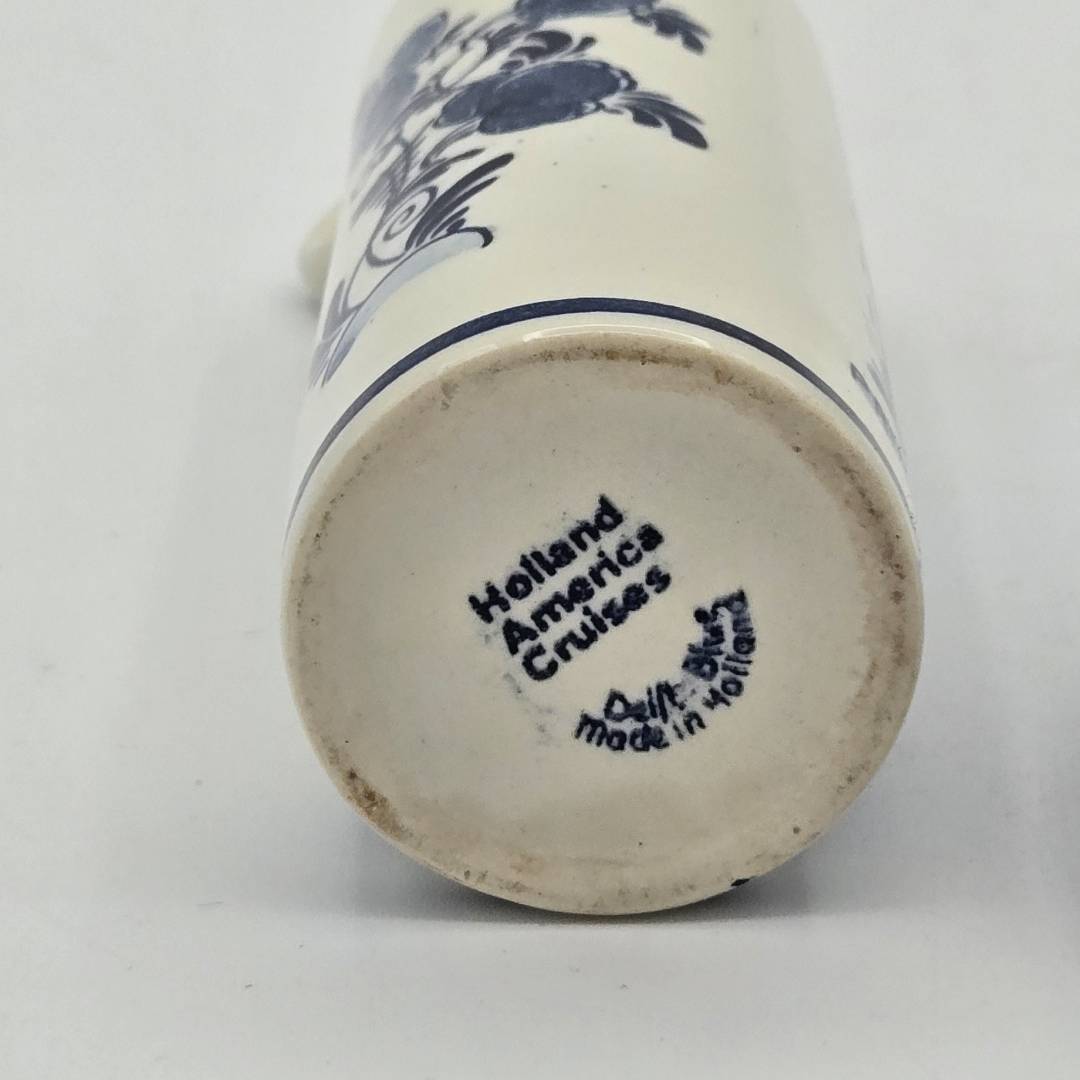 Holland
America
Cruises
Delft Blue
Made in Holland